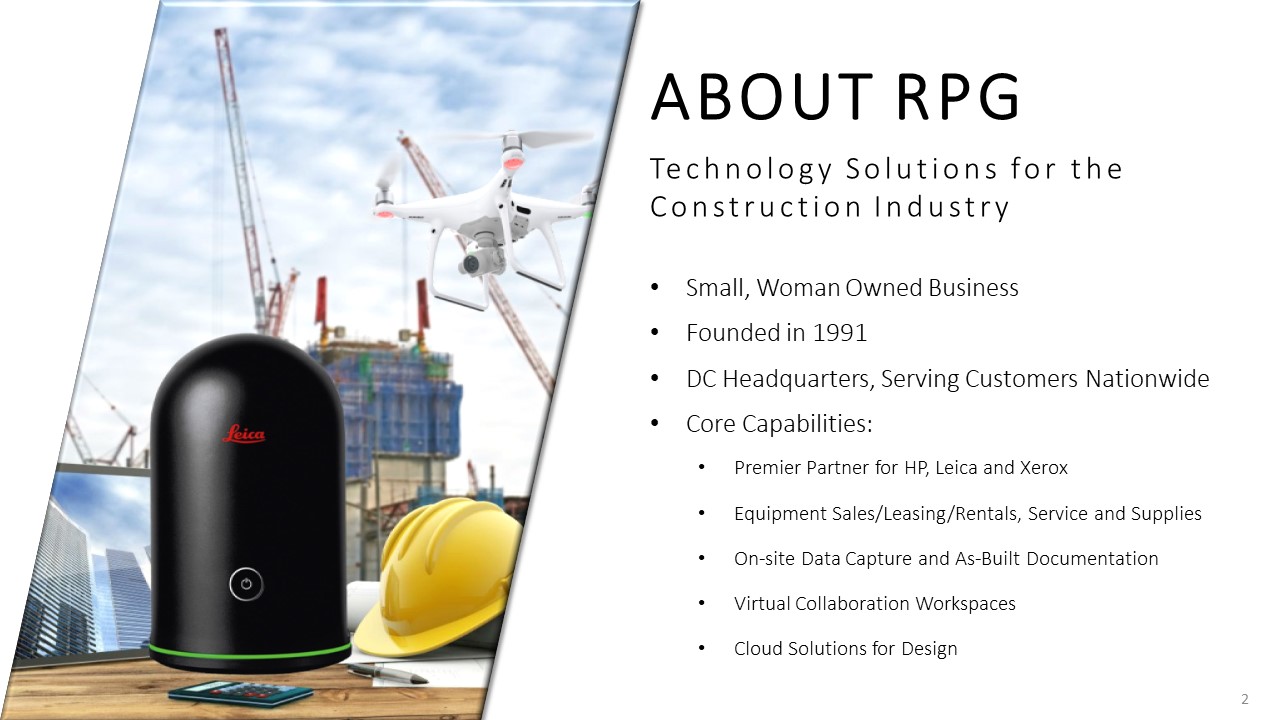 ABOUT RPG
Technology Solutions for the
Construction Industry
• Small, Woman Owned Business
• Founded in 1991
• DC Headquarters, Serving Customers Nationwide
• Core Capabilities:
• Premier Partner for HP, Leica and Xerox
• Equipment Sales/Leasing/Rentals, Service and Supplies
• On-site Data Capture and As-Built Documentation
• Virtual Collaboration Workspaces
• Cloud Solutions for Design
Leica
2